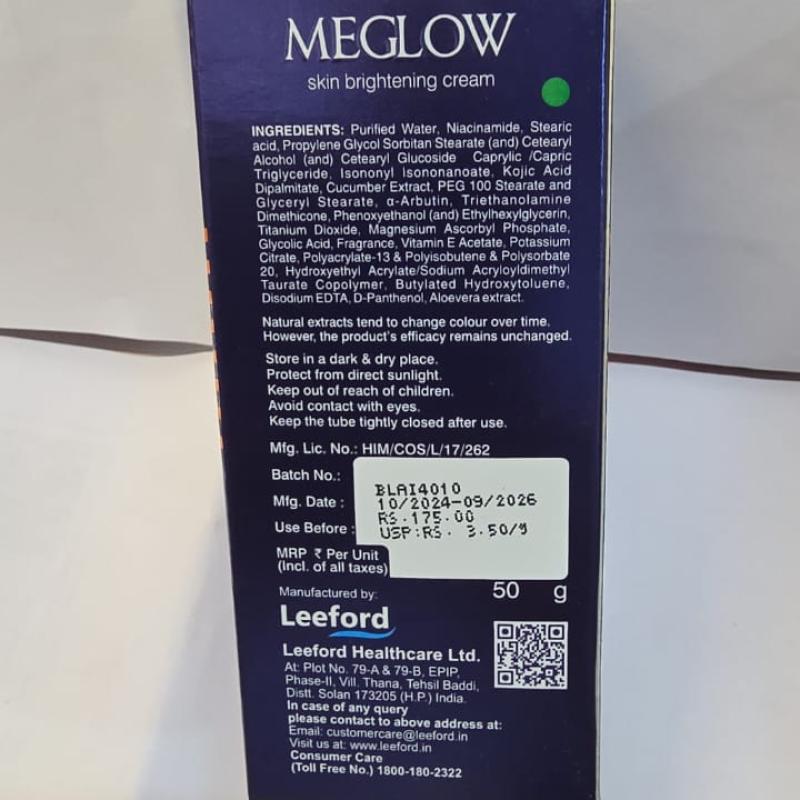 MEGLOW
skin brightening cream
INGREDIENTS: Purified Water, Niacinamide, Stearic
acid, Propylene Glycol Sorbitan Stearate (and) Cetearyl
Alcohol (and) Cetearyl Glucoside Caprylic /Capric
Triglyceride, Isononyl Isononanoate, Kojic Acid
Dipalmitate, Cucumber Extract, PEG 100 Stearate and
Glyceryl Stearate, α-Arbutin, Triethanolamine
Dimethicone, Phenoxyethanol (and) Ethylhexylglycerin,
Titanium Dioxide, Magnesium Ascorbyl Phosphate,
Glycolic Acid, Fragrance, Vitamin E Acetate, Potassium
Citrate, Polyacrylate-13 & Polyisobutene & Polysorbate
20, Hydroxyethyl Acrylate/Sodium Acryloyldimethyl
Taurate Copolymer, Butylated Hydroxytoluene,
Disodium EDTA, D-Panthenol, Aloevera extract.
Natural extracts tend to change colour over time.
However, the product's efficacy remains unchanged.
Store in a dark & dry place.
Protect from direct sunlight.
Keep out of reach of children.
Avoid contact with eyes.
Keep the tube tightly closed after use.
Mfg. Lic. No.: HIM/COS/L/17/262
Batch No.: BLAI4010
Mfg. Date : 10/2024-09/2026
Use Before : RS.175.00
USP:RS. 3.50/g
MRP ₹ Per Unit
(Incl. of all taxes)
50 g
Manufactured by:
Leeford
Leeford Healthcare Ltd.
At: Plot No. 79-A & 79-B, EPIP,
Phase-II, Vill. Thana, Tehsil Baddi,
Distt. Solan 173205 (H.P.) India.
In case of any query
please contact to above address at:
Email: customercare@leeford.in
Visit us at: www.leeford.in
Consumer Care
(Toll Free No.) 1800-180-2322